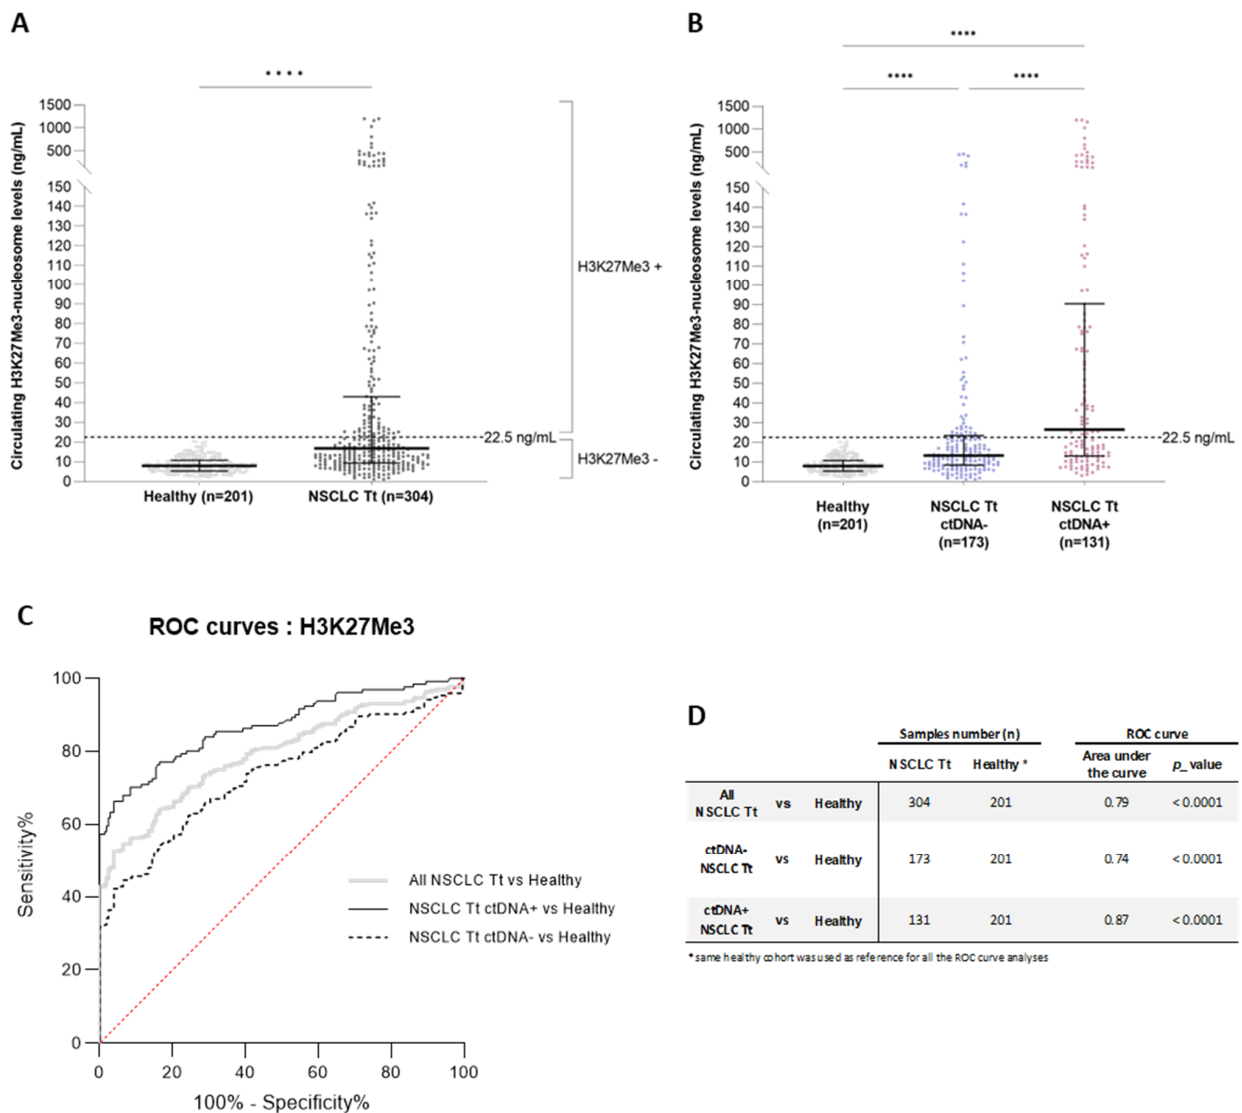 A
Circulating H3K27Me3-nucleosome levels (ng/mL)
1500
1000
500
150
140
130
120
110
100
90
80
70
60
50
40
30
20
10
0
****
H3K27Me3 +
22.5 ng/mL
H3K27Me3 -
Healthy (n=201)
NSCLC Tt (n=304)
B
Circulating H3K27Me3-nucleosome levels (ng/mL)
1500
1000
500
150
140
130
120
110
100
90
80
70
60
50
40
30
20
10
0
****
****
****
22.5 ng/mL
Healthy
(n=201)
NSCLC Tt
ctDNA-
(n=173)
NSCLC Tt
ctDNA+
(n=131)
C
ROC curves : H3K27Me3
Sensitivity%
100
80
60
40
20
0
All NSCLC Tt vs Healthy
NSCLC Tt ctDNA+ vs Healthy
NSCLC Tt ctDNA- vs Healthy
0 20 40 60 80 100
100% - Specificity%
D
Samples number (n) ROC curve
NSCLC Tt Healthy * Area under the curve p_ value
All NSCLC Tt vs Healthy 304 201 0.79 < 0.0001
ctDNA- NSCLC Tt vs Healthy 173 201 0.74 < 0.0001
ctDNA+ NSCLC Tt vs Healthy 131 201 0.87 < 0.0001
* same healthy cohort was used as reference for all the ROC curve analyses